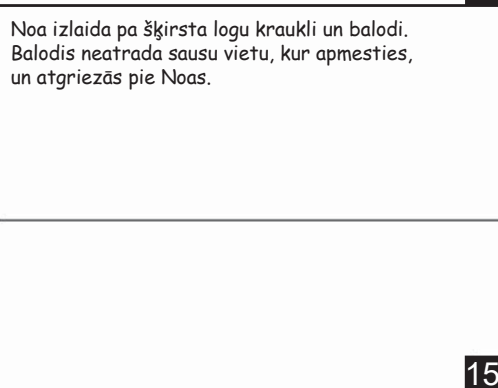 Noa izlaida pa šķirsta logu kraukli un balodi.
Balodis neatrada sausu vietu, kur apmesties,
un atgriezās pie Noas.
15